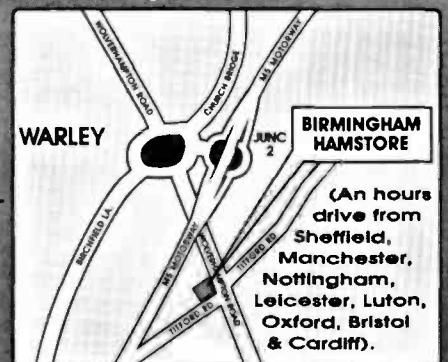 WOLVERHAMPTON ROAD
CHURCH BRIDGE
M5 MOTORWAY
WARLEY
JUNC
2
BIRMINGHAM
HAMSTORE
(An hours
drive from
Sheffield,
Manchester,
Nottingham,
Leicester, Luton,
Oxford, Bristol
& Cardiff).
BIRCHFIELD LA.
M5 MOTORWAY
WOLVERHAMPTON ROAD
TITFORD RD
TITFORD RD